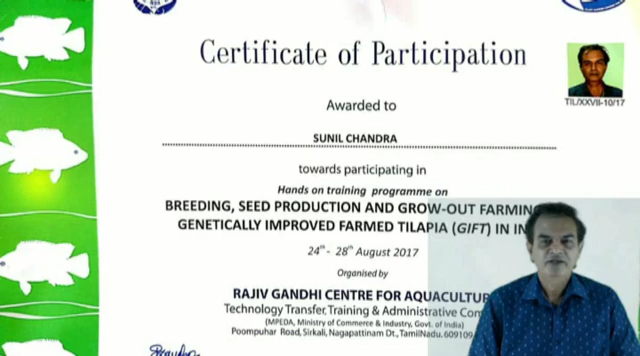 Certificate of Participation
TIL/XXVII-10/17
Awarded to
SUNIL CHANDRA
towards participating in
Hands on training programme on
BREEDING, SEED PRODUCTION AND GROW-OUT FARMING
GENETICALLY IMPROVED FARMED TILAPIA (GIFT) IN
24th - 28th August 2017
Organised by
RAJIV GANDHI CENTRE FOR AQUACULTUR
Technology Transfer, Training & Administrative Com
(MPEDA, Ministry of Commerce & Industry, Govt. of India)
Poompuhar Road, Sirkali, Nagapattinam Dt., TamilNadu. 609109